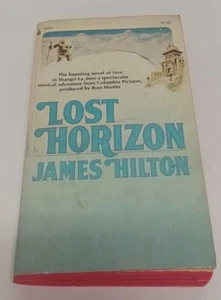 The haunting novel of love
in Shangri-La, now a spectacular
musical adventure from Columbia Pictures,
produced by Ross Hunter
LOST
HORIZON
JAMES HILTON